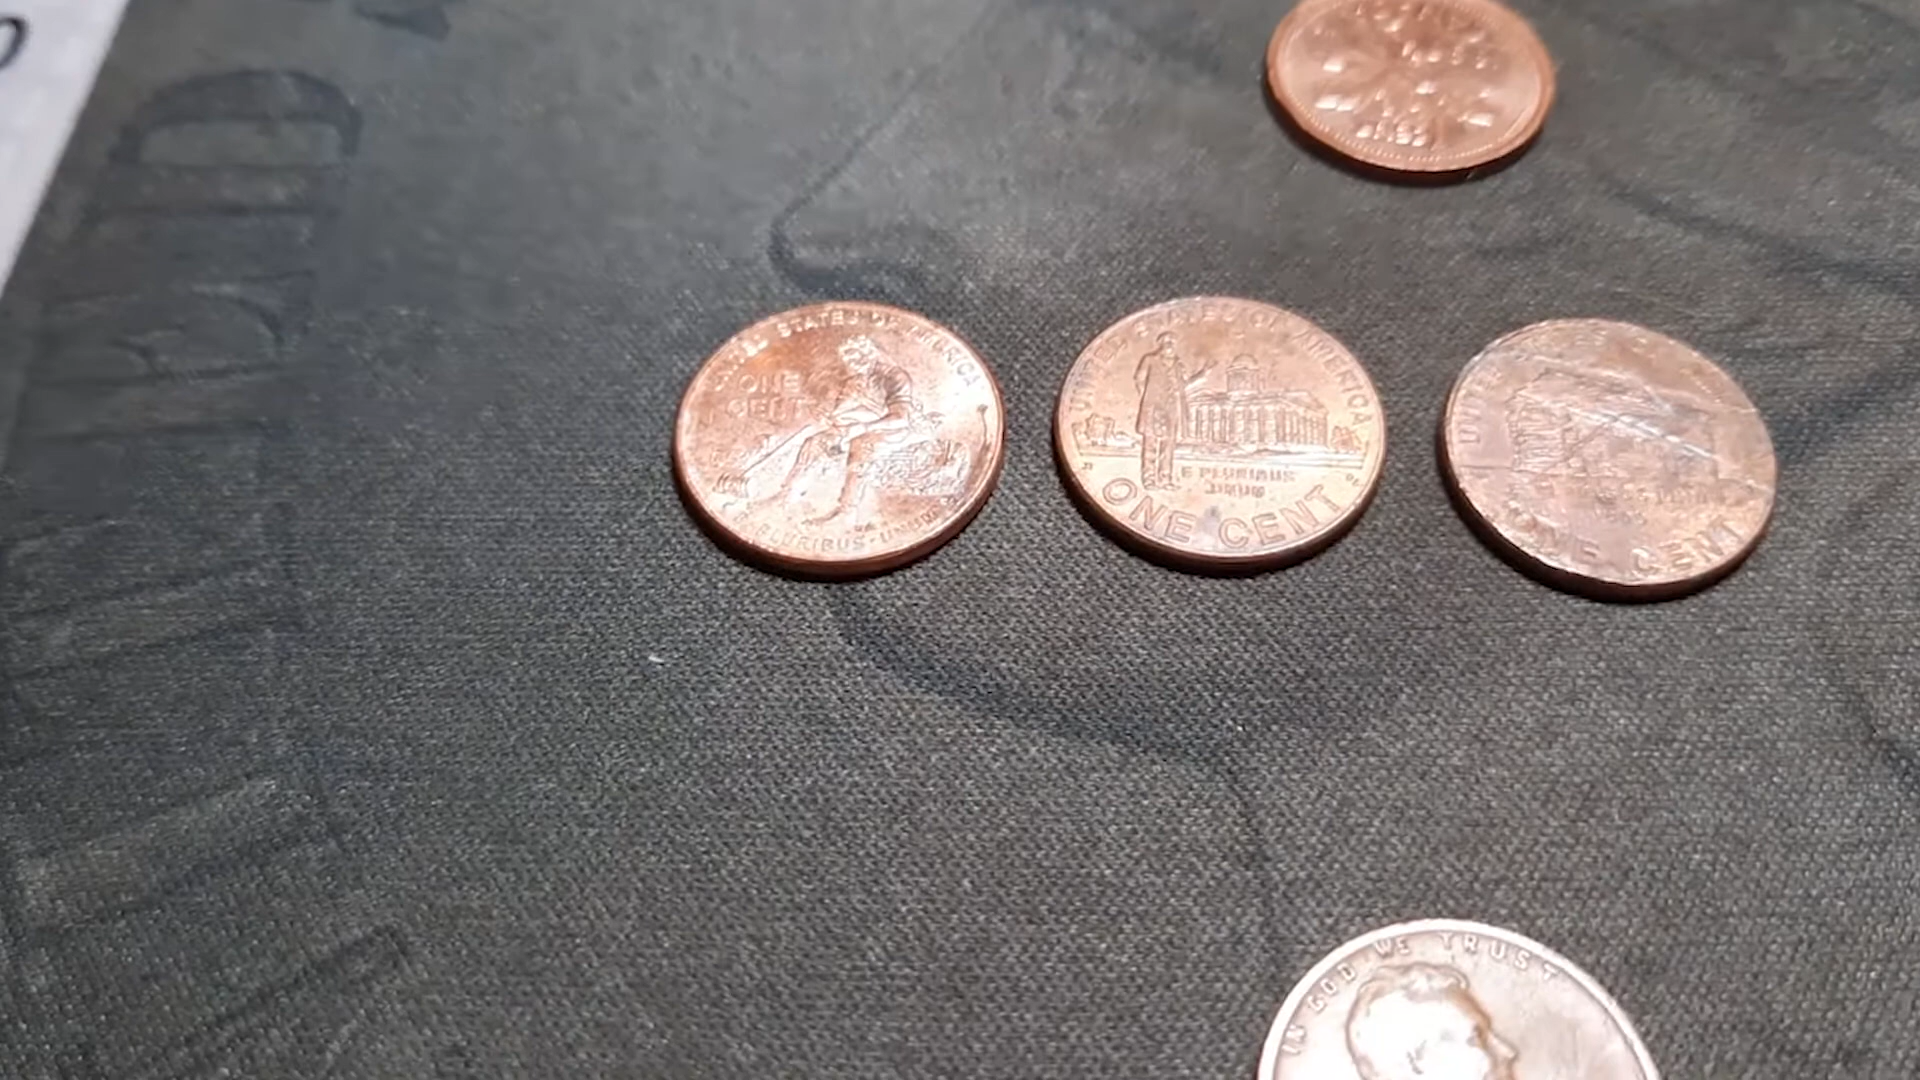 UNITED STATES OF AMERICA
ONE
CENT
E PLURIBUS UNUM
UNITED STATES OF AMERICA
E PLURIBUS
UNUM
ONE CENT
UNITE
ONE CENT
IN GOD WE TRUST